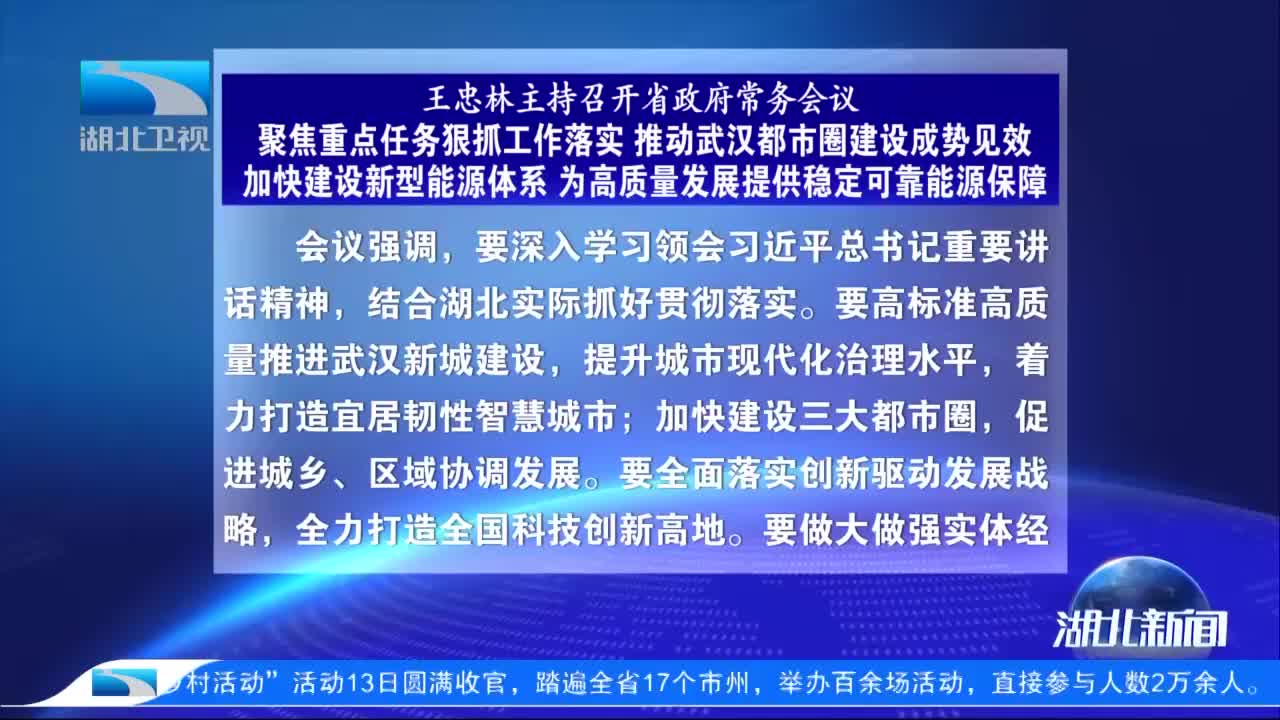 湖北卫视
王忠林主持召开省政府常务会议
聚焦重点任务狠抓工作落实 推动武汉都市圈建设成势见效
加快建设新型能源体系 为高质量发展提供稳定可靠能源保障
会议强调，要深入学习领会习近平总书记重要讲
话精神，结合湖北实际抓好贯彻落实。要高标准高质
量推进武汉新城建设，提升城市现代化治理水平，着
力打造宜居韧性智慧城市；加快建设三大都市圈，促
进城乡、区域协调发展。要全面落实创新驱动发展战
略，全力打造全国科技创新高地。要做大做强实体经
湖北新闻
村活动”活动13日圆满收官，踏遍全省17个市州，举办百余场活动，直接参与人数2万余人。